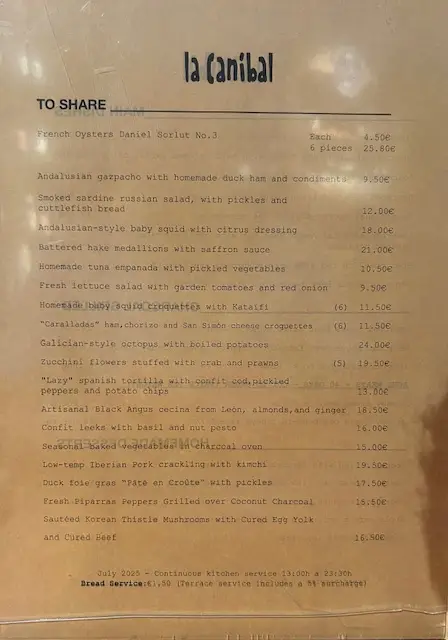 la Caníbal
TO SHARE
French Oysters Daniel Sorlut No.3 Each 4.50€
6 pieces 25.80€
Andalusian gazpacho with homemade duck ham and condiments 9.50€
Smoked sardine russian salad, with pickles and
cuttlefish bread 12.00€
Andalusian-style baby squid with citrus dressing 18.00€
Battered hake medallions with saffron sauce 21.00€
Homemade tuna empanada with pickled vegetables 10.50€
Fresh lettuce salad with garden tomatoes and red onion 9.50€
Homemade baby squid croquettes with Kataifi (6) 11.50€
"Caralladas" ham,chorizo and San Simón cheese croquettes (6) 11.50€
Galician-style octopus with boiled potatoes 24.00€
Zucchini flowers stuffed with crab and prawns (5) 19.50€
"Lazy" spanish tortilla with confit cod,pickled
peppers and potato chips 13.00€
Artisanal Black Angus cecina from León, almonds,and ginger 18.50€
Confit leeks with basil and nut pesto 16.00€
Seasonal baked vegetables in charcoal oven 15.00€
Low-temp Iberian Pork crackling with kimchi 19.50€
Duck foie gras "Pâté en Croûte" with pickles 17.50€
Fresh Piparras Peppers Grilled over Coconut Charcoal
Sautéed Korean Thistle Mushrooms with Cured Egg Yolk
and Cured Beef 16.50€
July 2025 - Continuous kitchen service 13:00h a 23:30h
Bread Service:€1,50 (Terrace service includes a 5% surcharge)
MAIN DISHES
HOMEMADE DESSERTS